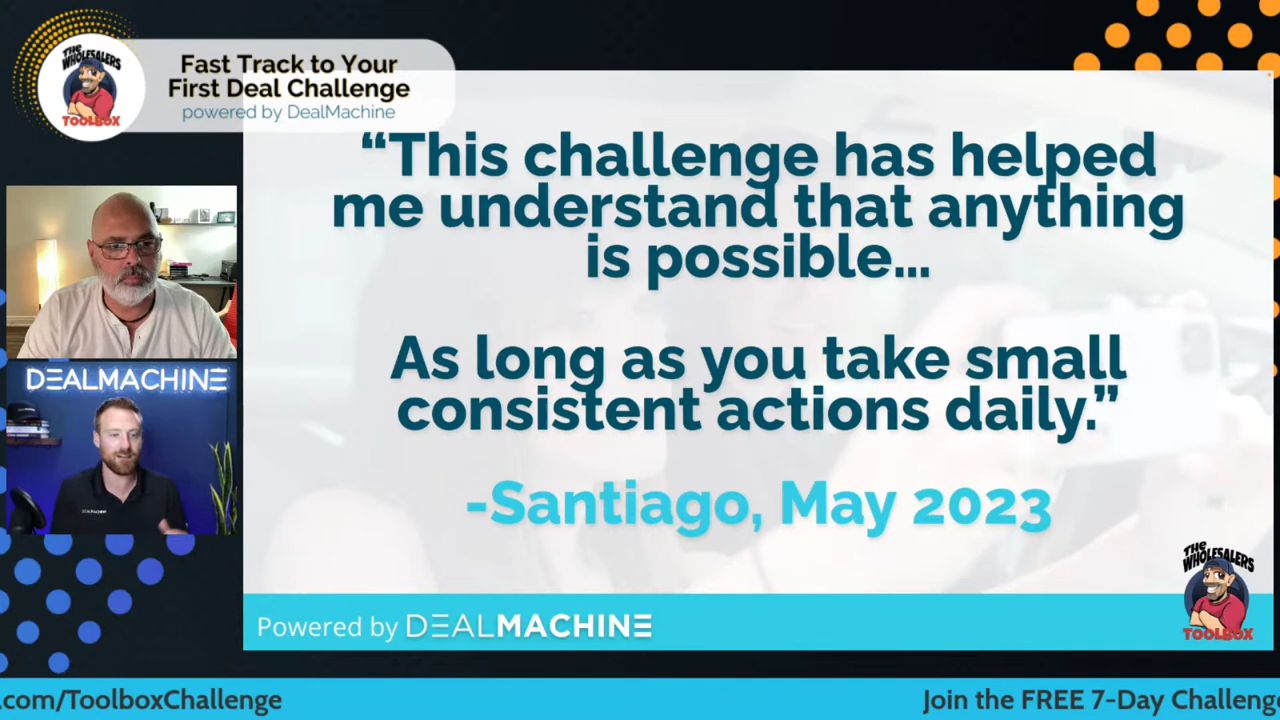 THE WHOLESALERS
TOOLBOX
Fast Track to Your
First Deal Challenge
powered by DealMachine
“This challenge has helped
me understand that anything
is possible...
As long as you take small
consistent actions daily.”
-Santiago, May 2023
DEALMACHINE
Powered by DEALMACHINE
THE WHOLESALERS
TOOLBOX
.com/ToolboxChallenge
Join the FREE 7-Day Challenge